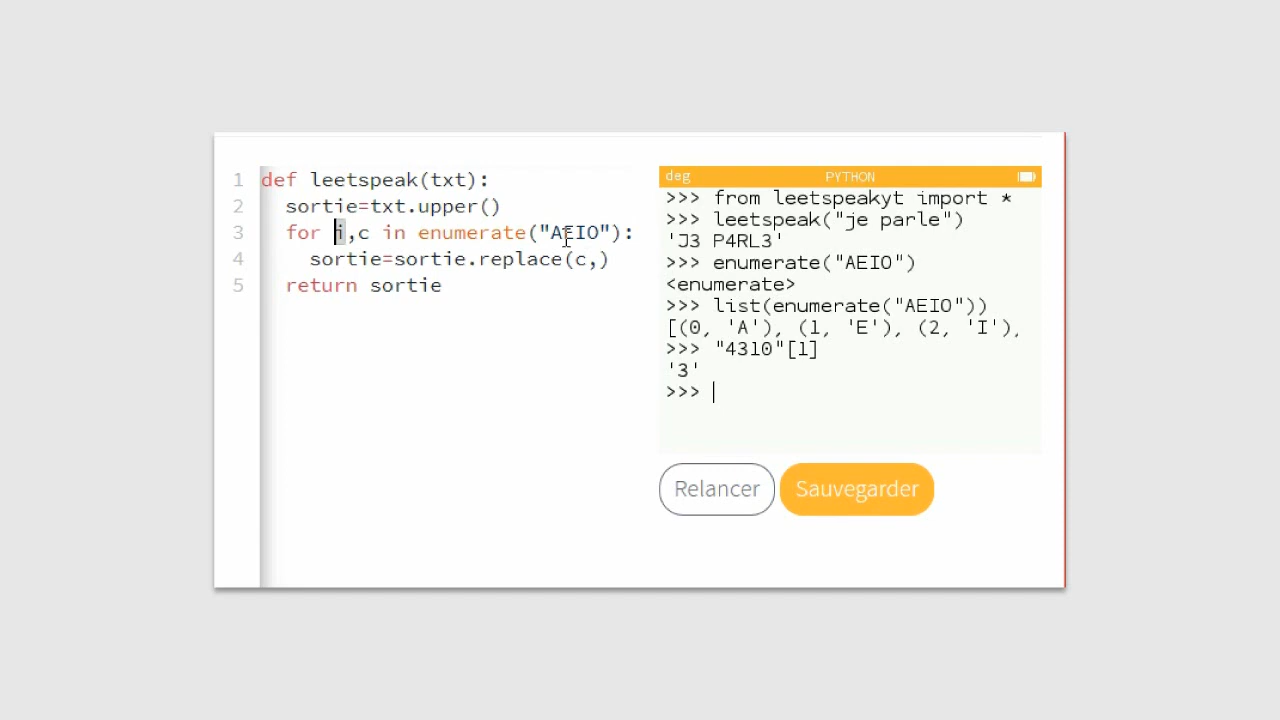 1 def leetspeak(txt):
2 sortie=txt.upper()
3 for i,c in enumerate("AEIO"):
4 sortie=sortie.replace(c,)
5 return sortie
deg PYTHON
>>> from leetspeakyt import *
>>> leetspeak("je parle")
'J3 P4RL3'
>>> enumerate("AEIO")
<enumerate>
>>> list(enumerate("AEIO"))
[(0, 'A'), (1, 'E'), (2, 'I'),
>>> "4310"[1]
'3'
>>>
Relancer Sauvegarder